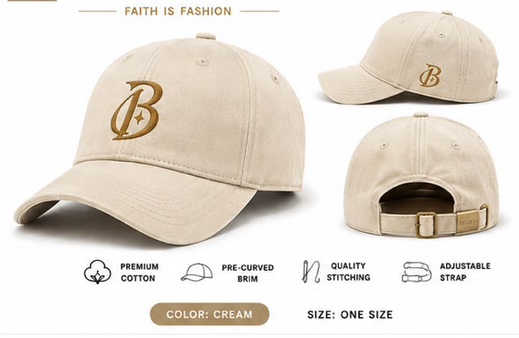 FAITH IS FASHION
B
B
PREMIUM
COTTON
PRE-CURVED
BRIM
QUALITY
STITCHING
ADJUSTABLE
STRAP
COLOR: CREAM
SIZE: ONE SIZE